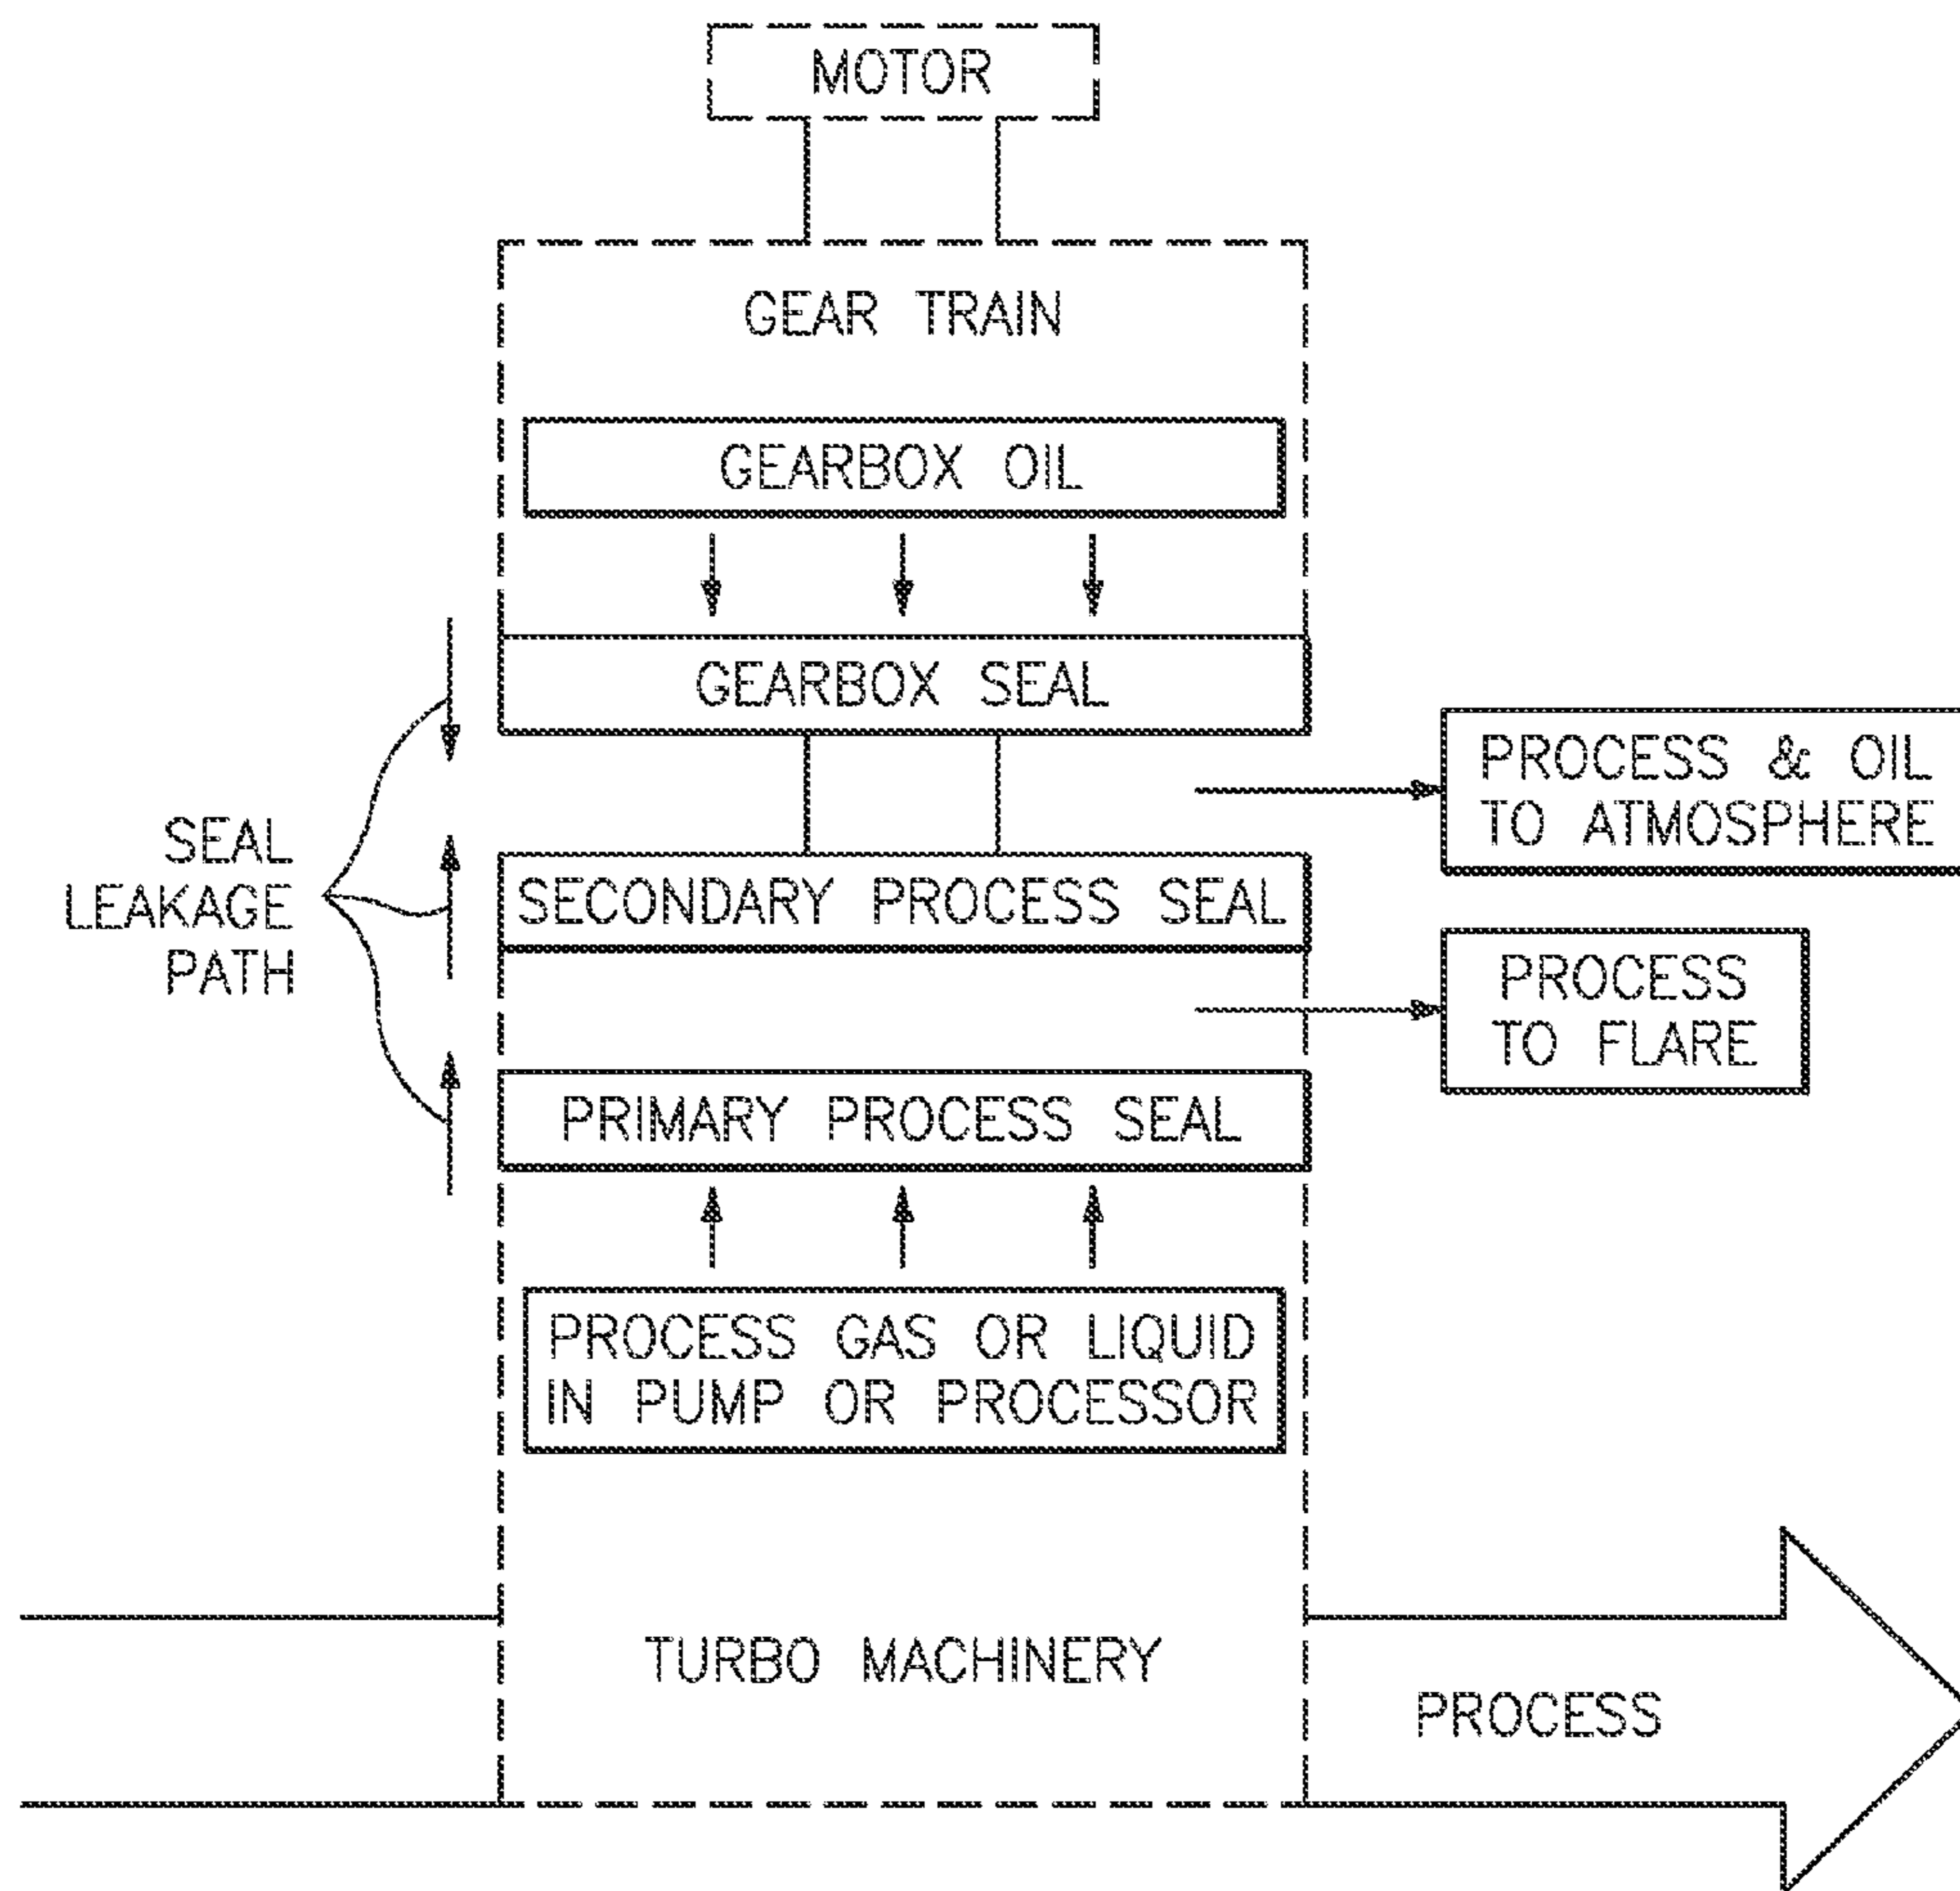 MOTOR
GEAR TRAIN
GEARBOX OIL
GEARBOX SEAL
PROCESS & OIL
TO ATMOSPHERE
SEAL
LEAKAGE
PATH
SECONDARY PROCESS SEAL
PROCESS
TO FLARE
PRIMARY PROCESS SEAL
PROCESS GAS OR LIQUID
IN PUMP OR PROCESSOR
TURBO MACHINERY
PROCESS